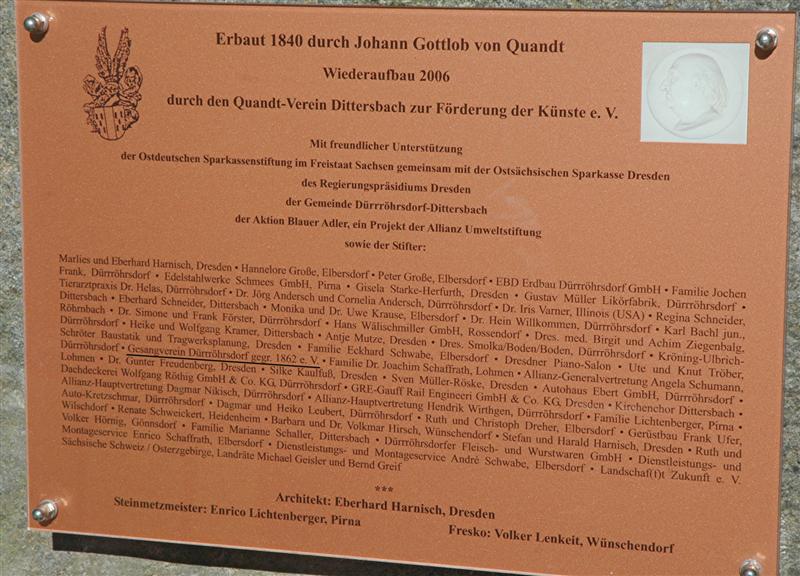 Erbaut 1840 durch Johann Gottlob von Quandt
Wiederaufbau 2006
durch den Quandt-Verein Dittersbach zur Förderung der Künste e. V.
Mit freundlicher Unterstützung
der Ostdeutschen Sparkassenstiftung im Freistaat Sachsen gemeinsam mit der Ostsächsischen Sparkasse Dresden
des Regierungspräsidiums Dresden
der Gemeinde Dürrröhrsdorf-Dittersbach
der Aktion Blauer Adler, ein Projekt der Allianz Umweltstiftung
sowie der Stifter:
Marlies und Eberhard Harnisch, Dresden • Hannelore Große, Elbersdorf • Peter Große, Elbersdorf • EBD Erdbau Dürrröhrsdorf GmbH • Familie Jochen
Frank, Dürrröhrsdorf • Edelstahlwerke Schmees GmbH, Pirna • Gisela Starke-Herfurth, Dresden • Gustav Müller Likörfabrik, Dürrröhrsdorf •
Tierarztpraxis Dr. Helas, Dürrröhrsdorf • Dr. Jörg Andersch und Cornelia Andersch, Dürrröhrsdorf • Dr. Iris Varner, Illinois (USA) • Regina Schneider,
Dittersbach • Eberhard Schneider, Dittersbach • Monika und Dr. Uwe Krause, Elbersdorf • Dr. Hein Willkommen, Dürrröhrsdorf • Karl Bachl jun.,
Röhrnbach • Dr. Simone und Frank Förster, Dürrröhrsdorf • Hans Wälischmiller GmbH, Rossendorf • Dres. med. Birgit und Achim Ziegenbalg,
Dürrröhrsdorf • Heike und Wolfgang Kramer, Dittersbach • Antje Mutze, Dresden • Dres. Smolka/Boden/Boden, Dürrröhrsdorf • Kröning-Ulbrich-
Schröter Baustatik und Tragwerksplanung, Dresden • Familie Eckhard Schwabe, Elbersdorf • Dresdner Piano-Salon • Ute und Knut Tröber,
Dürrröhrsdorf • Gesangverein Dürrröhrsdorf gegr. 1862 e. V. • Familie Dr. Joachim Schaffrath, Lohmen • Allianz-Generalvertretung Angela Schumann,
Lohmen • Dr. Gunter Freudenberg, Dresden • Silke Kaulfuß, Dresden • Sven Müller-Röske, Dresden • Autohaus Ebert GmbH, Dürrröhrsdorf •
Dachdeckerei Wolfgang Röthig GmbH & Co. KG, Dürrröhrsdorf • GRE-Gauff Rail Engineri GmbH & Co. KG, Dresden • Kirchenchor Dittersbach •
Allianz-Hauptvertretung Dagmar Nikisch, Dürrröhrsdorf • Allianz-Hauptvertretung Hendrik Wirthgen, Dürrröhrsdorf • Familie Lichtenberger, Pirna •
Auto-Kretzschmar, Dürrröhrsdorf • Dagmar und Heiko Leubert, Dürrröhrsdorf • Ruth und Christoph Dreher, Elbersdorf • Gerüstbau Frank Ufer,
Wilschdorf • Renate Schweickert, Heidenheim • Barbara und Dr. Volkmar Hirsch, Wünschendorf • Stefan und Harald Harnisch, Dresden • Ruth und
Volker Hörnig, Gönnsdorf • Familie Marianne Schaller, Dittersbach • Dürrröhrsdorfer Fleisch- und Wurstwaren GmbH • Dienstleistungs- und
Montageservice Enrico Schaffrath, Elbersdorf • Dienstleistungs- und Montageservice André Schwabe, Elbersdorf • Landschaf(t)t Zukunft e. V.
Sächsische Schweiz / Osterzgebirge, Landräte Michael Geisler und Bernd Greif
***
Architekt: Eberhard Harnisch, Dresden
Steinmetzmeister: Enrico Lichtenberger, Pirna
Fresko: Volker Lenkeit, Wünschendorf